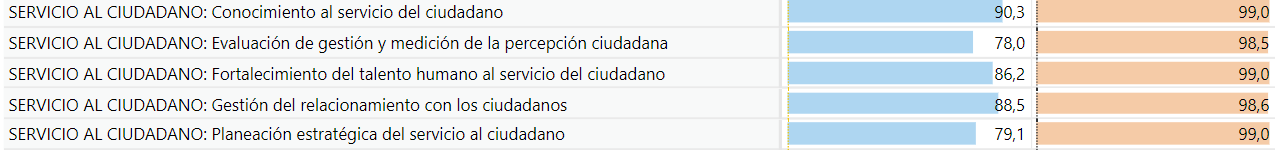 SERVICIO AL CIUDADANO: Conocimiento al servicio del ciudadano 90,3 99,0
SERVICIO AL CIUDADANO: Evaluación de gestión y medición de la percepción ciudadana 78,0 98,5
SERVICIO AL CIUDADANO: Fortalecimiento del talento humano al servicio del ciudadano 86,2 99,0
SERVICIO AL CIUDADANO: Gestión del relacionamiento con los ciudadanos 88,5 98,6
SERVICIO AL CIUDADANO: Planeación estratégica del servicio al ciudadano 79,1 99,0